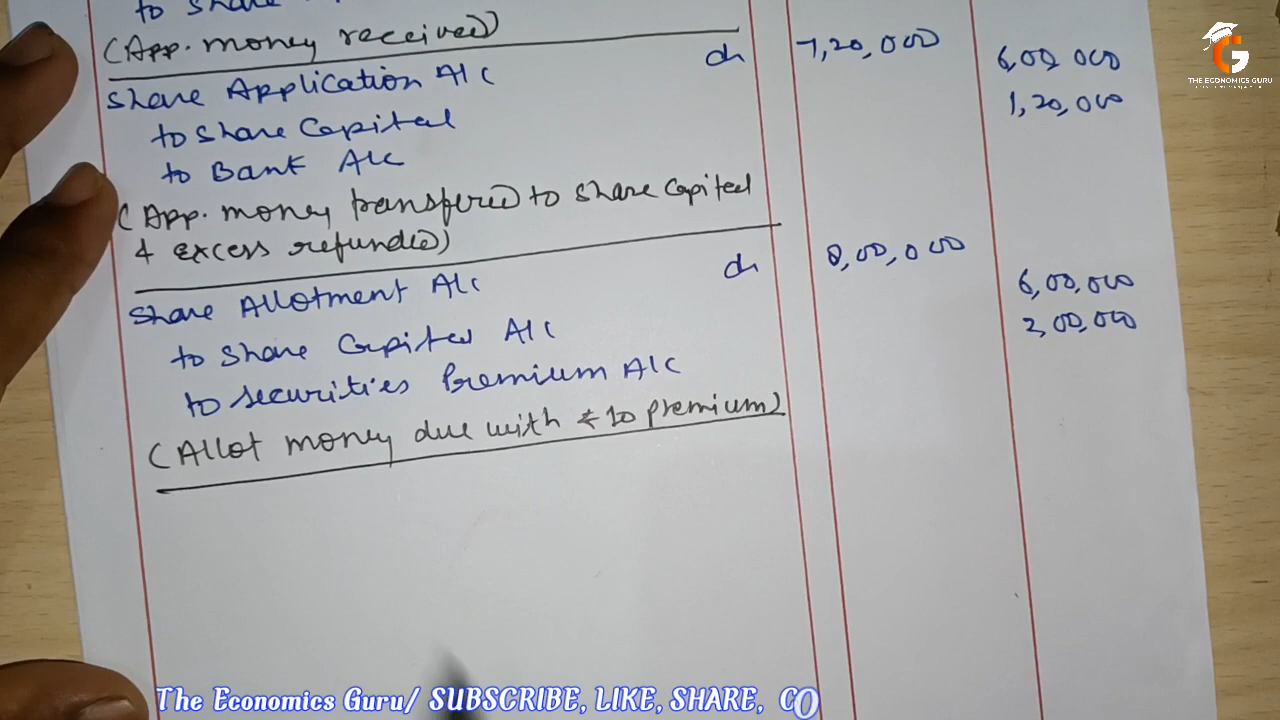 to Share
(App. money received)
Share Application A/c dr 7,20,000
to Share Capital 6,00,000
to Bank A/c 1,20,000
(App. money transfered to Share Capital
& excess refunded)
Share Allotment A/c dr 8,00,000
to Share Capital A/c 6,00,000
to Securities Premium A/c 2,00,000
(Allot money due with ₹ 10 premium)
THE ECONOMICS GURU
The Economics Guru/ SUBSCRIBE, LIKE, SHARE, CO